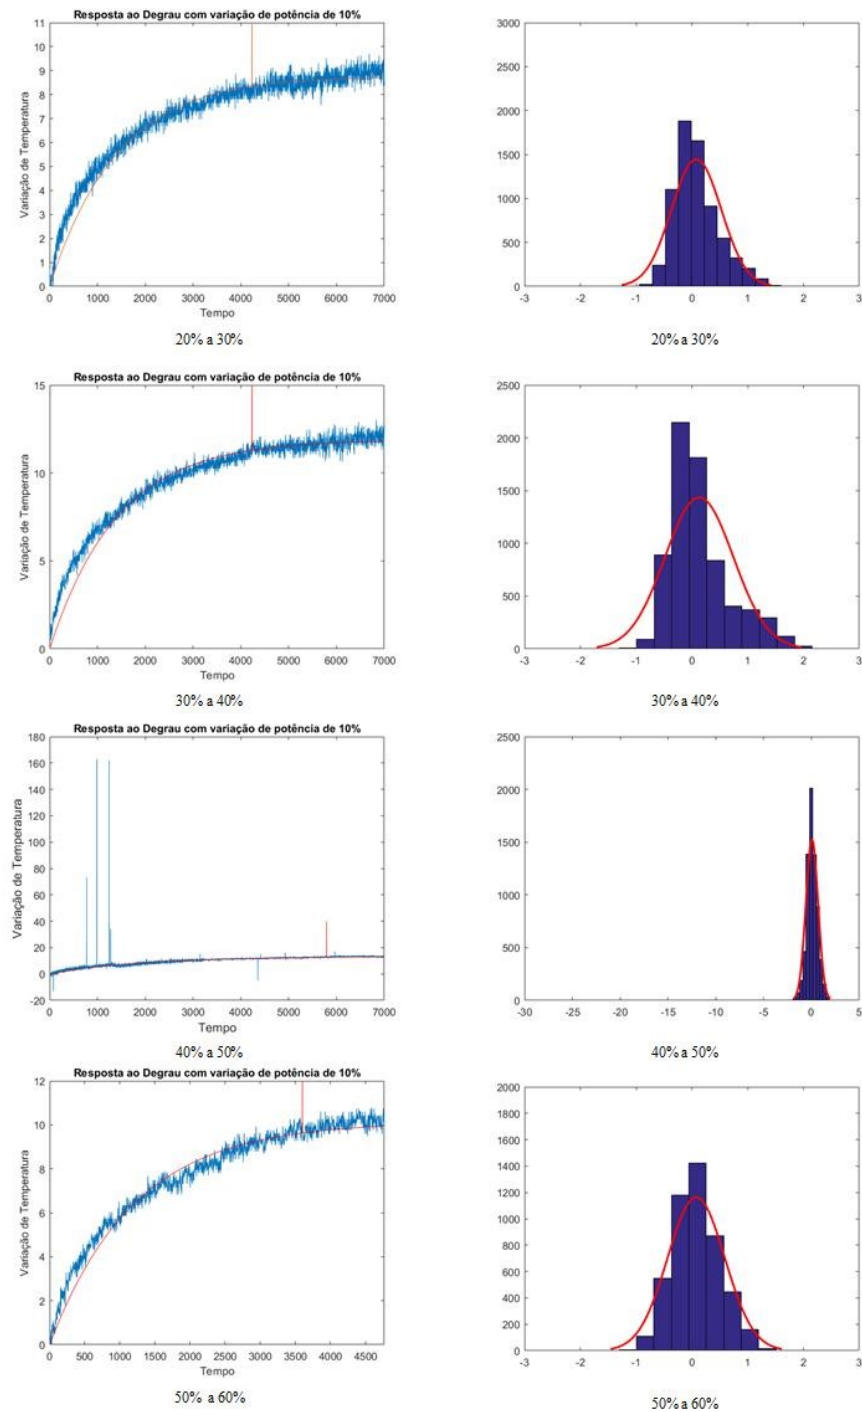 Resposta ao Degrau com variação de potência de 10%
Variação de Temperatura
11
10
9
8
7
6
5
4
3
2
1
0
0 1000 2000 3000 4000 5000 6000 7000
Tempo
20% a 30%
3000
2500
2000
1500
1000
500
0
-3 -2 -1 0 1 2 3
20% a 30%
Resposta ao Degrau com variação de potência de 10%
Variação de Temperatura
15
10
5
0
0 1000 2000 3000 4000 5000 6000 7000
Tempo
30% a 40%
2500
2000
1500
1000
500
0
-3 -2 -1 0 1 2 3
30% a 40%
Resposta ao Degrau com variação de potência de 10%
Variação de Temperatura
180
160
140
120
100
80
60
40
20
0
-20
0 1000 2000 3000 4000 5000 6000 7000
Tempo
40% a 50%
2500
2000
1500
1000
500
0
-30 -25 -20 -15 -10 -5 0 5
40% a 50%
Resposta ao Degrau com variação de potência de 10%
Variação de Temperatura
12
10
8
6
4
2
0
0 500 1000 1500 2000 2500 3000 3500 4000 4500
Tempo
50% a 60%
2000
1800
1600
1400
1200
1000
800
600
400
200
0
-3 -2 -1 0 1 2 3
50% a 60%